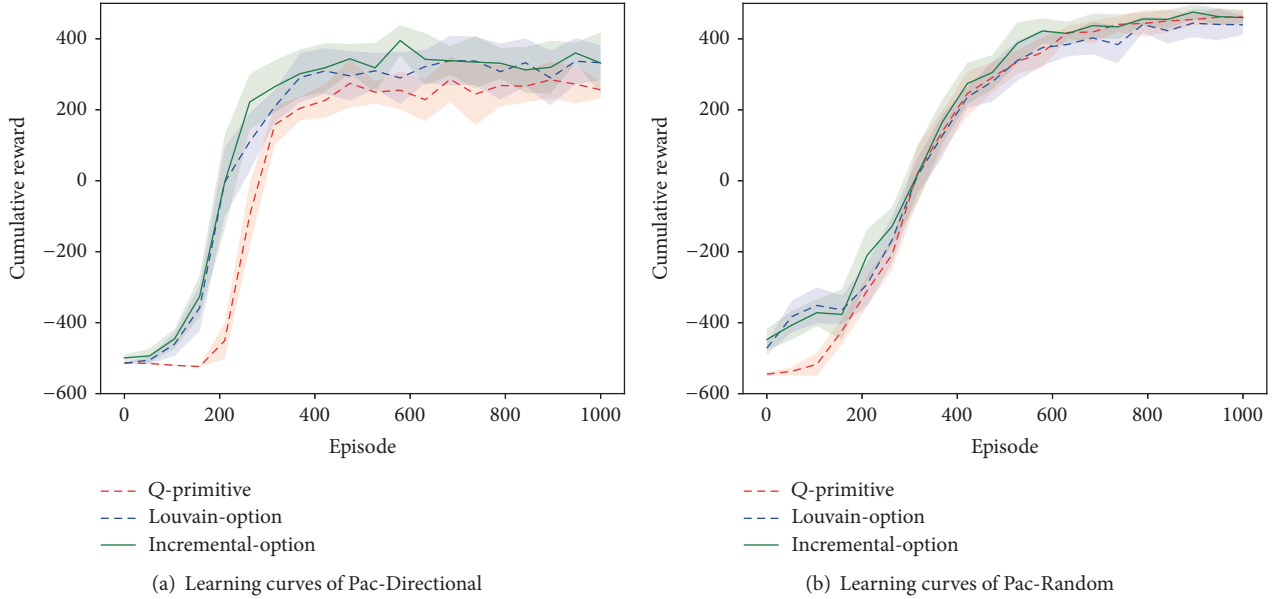 400
200
0
−200
−400
−600
Cumulative reward
0 200 400 600 800 1000
Episode
Q-primitive
Louvain-option
Incremental-option
(a) Learning curves of Pac-Directional
400
200
0
−200
−400
−600
Cumulative reward
0 200 400 600 800 1000
Episode
Q-primitive
Louvain-option
Incremental-option
(b) Learning curves of Pac-Random